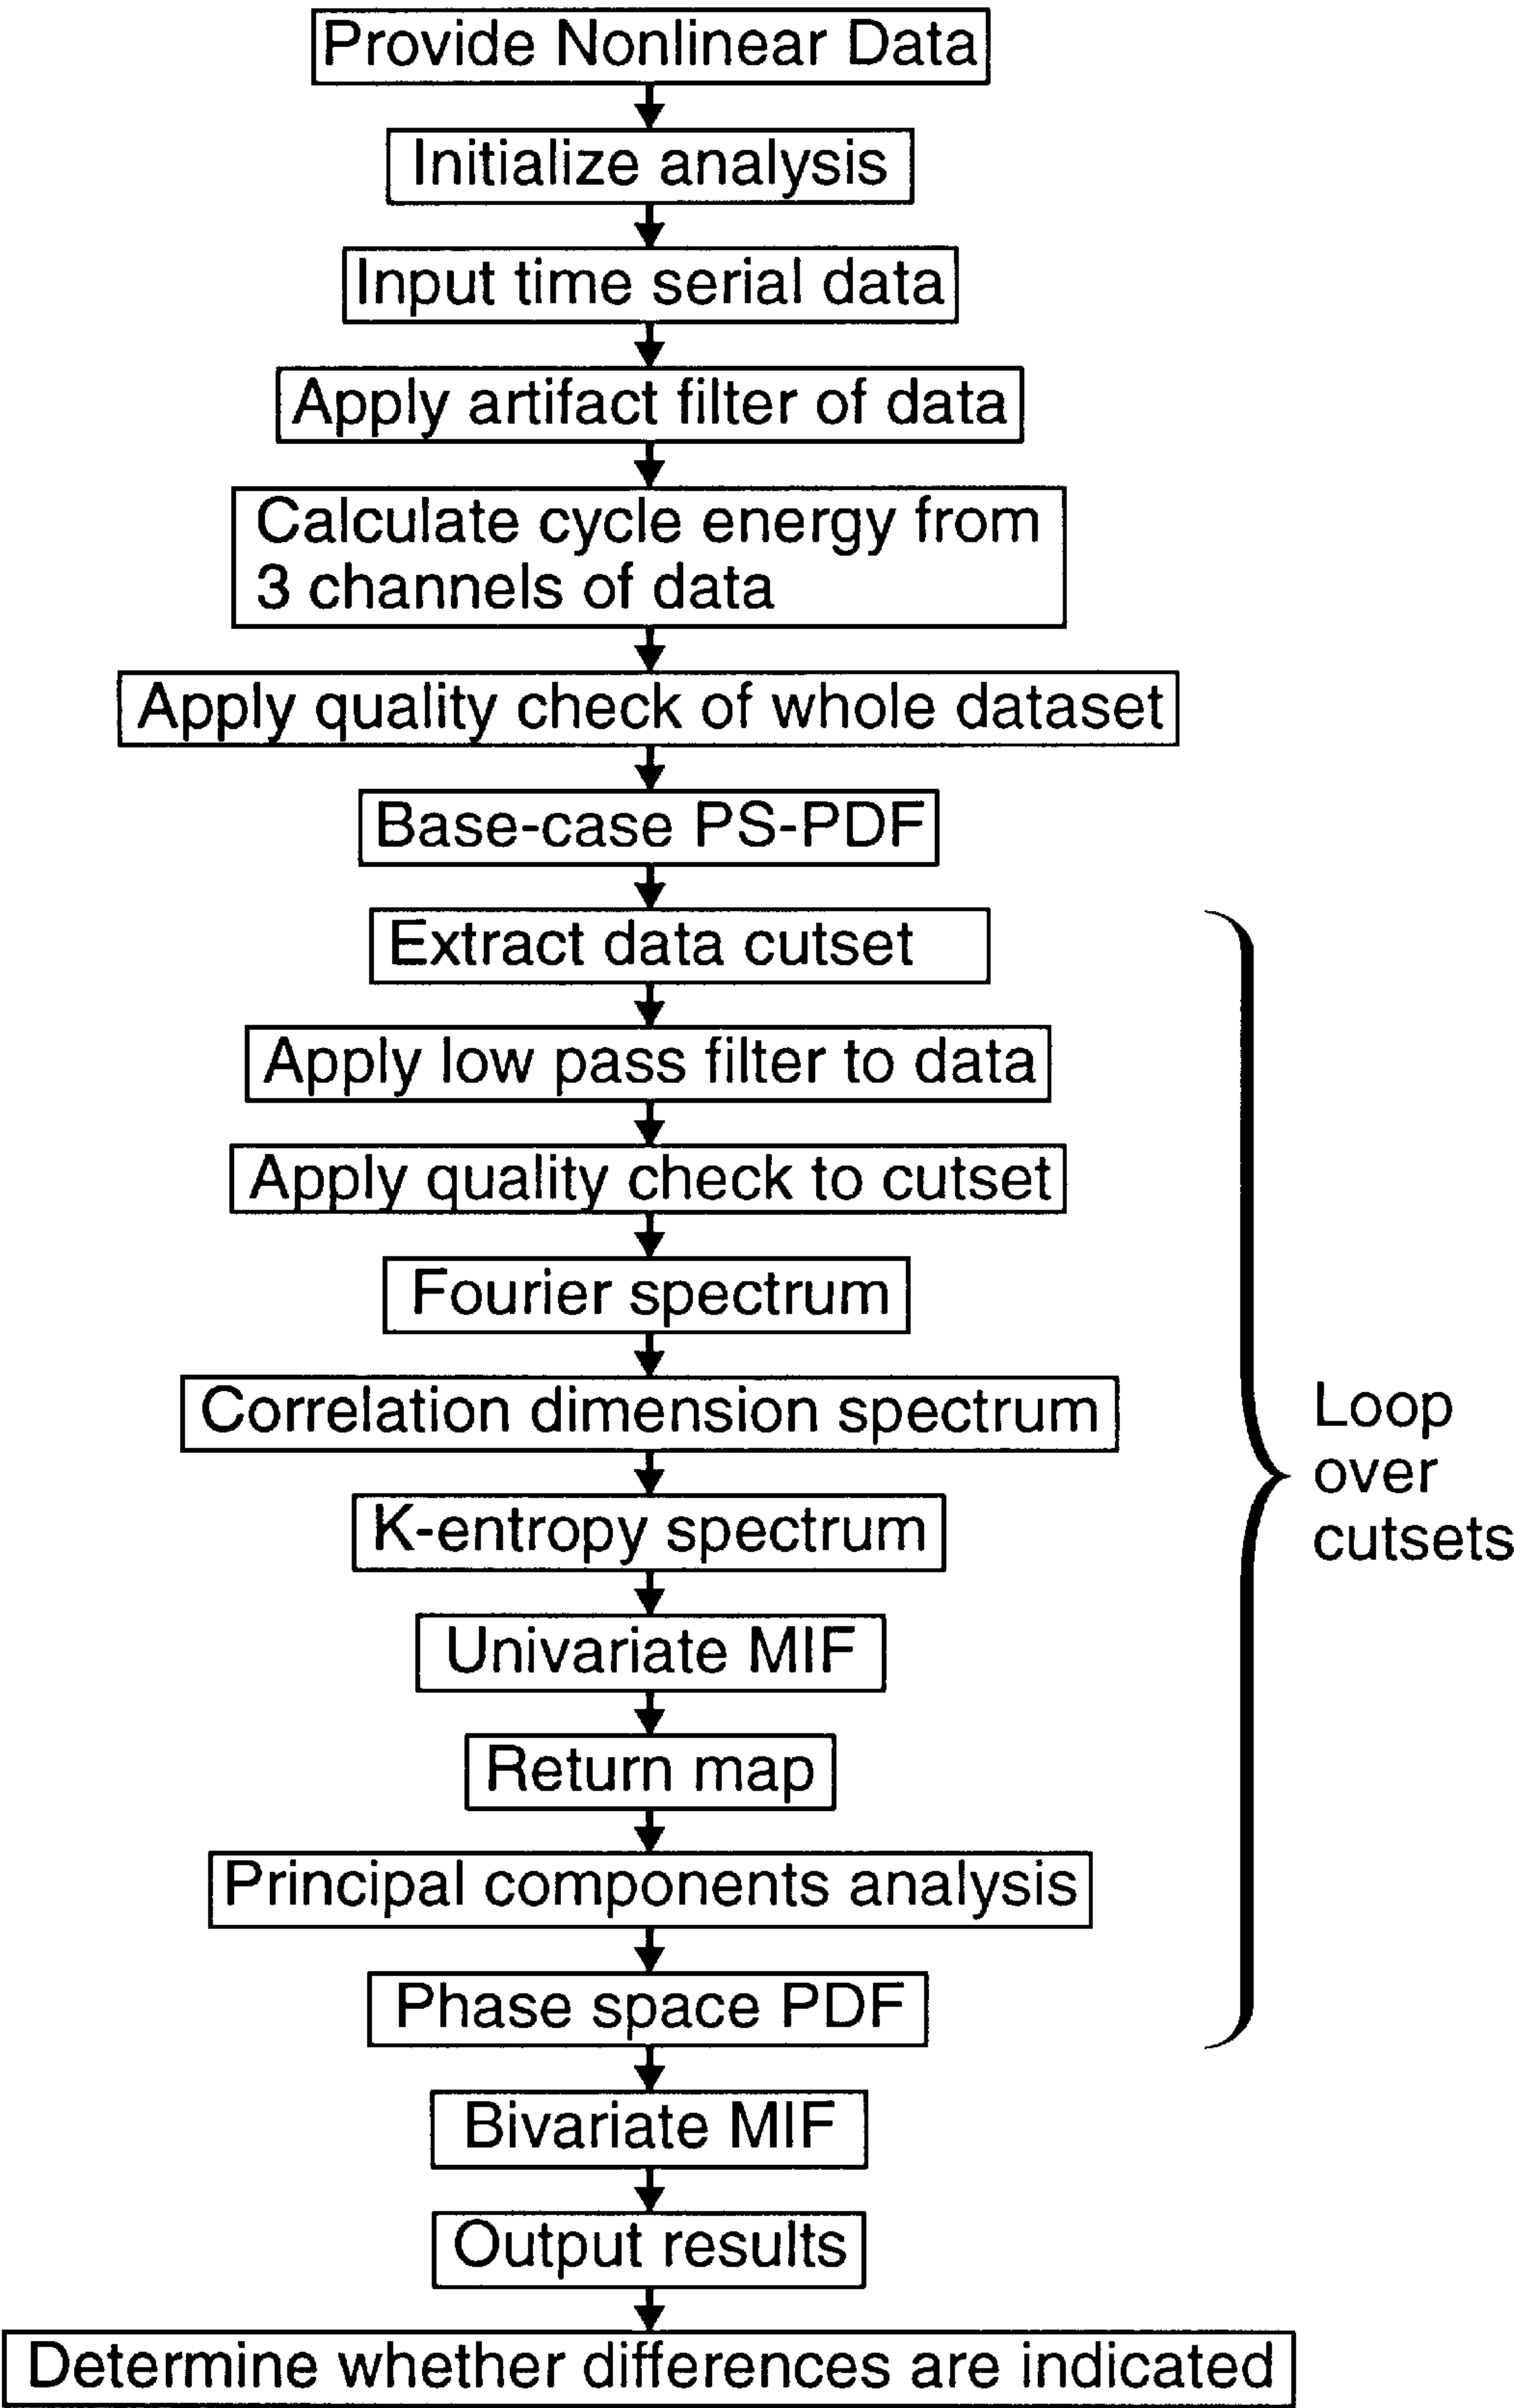 Provide Nonlinear Data
Initialize analysis
Input time serial data
Apply artifact filter of data
Calculate cycle energy from
3 channels of data
Apply quality check of whole dataset
Base-case PS-PDF
Extract data cutset
Apply low pass filter to data
Apply quality check to cutset
Fourier spectrum
Correlation dimension spectrum
K-entropy spectrum
Univariate MIF
Return map
Principal components analysis
Phase space PDF
Loop
over
cutsets
Bivariate MIF
Output results
Determine whether differences are indicated